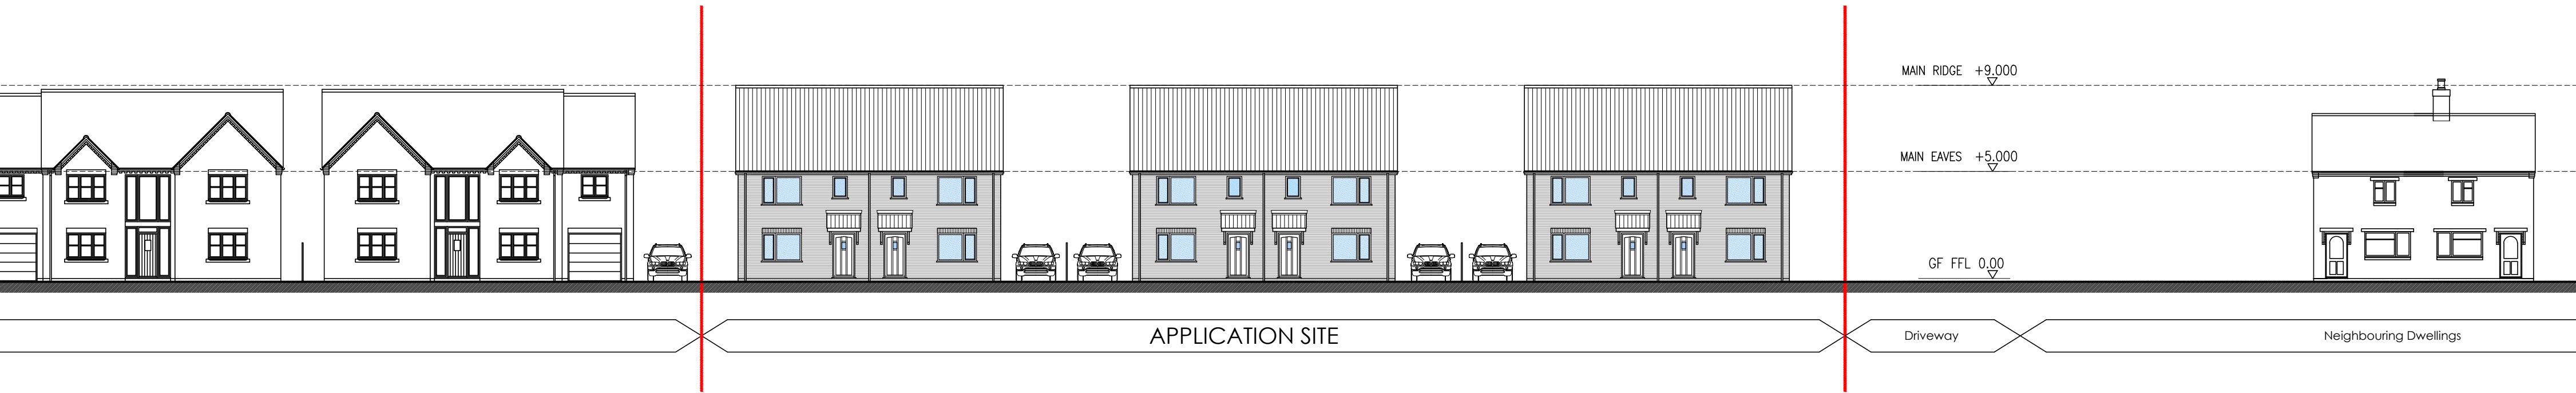 MAIN RIDGE +9.000
MAIN EAVES +5.000
GF FFL 0.00
APPLICATION SITE
Driveway
Neighbouring Dwellings